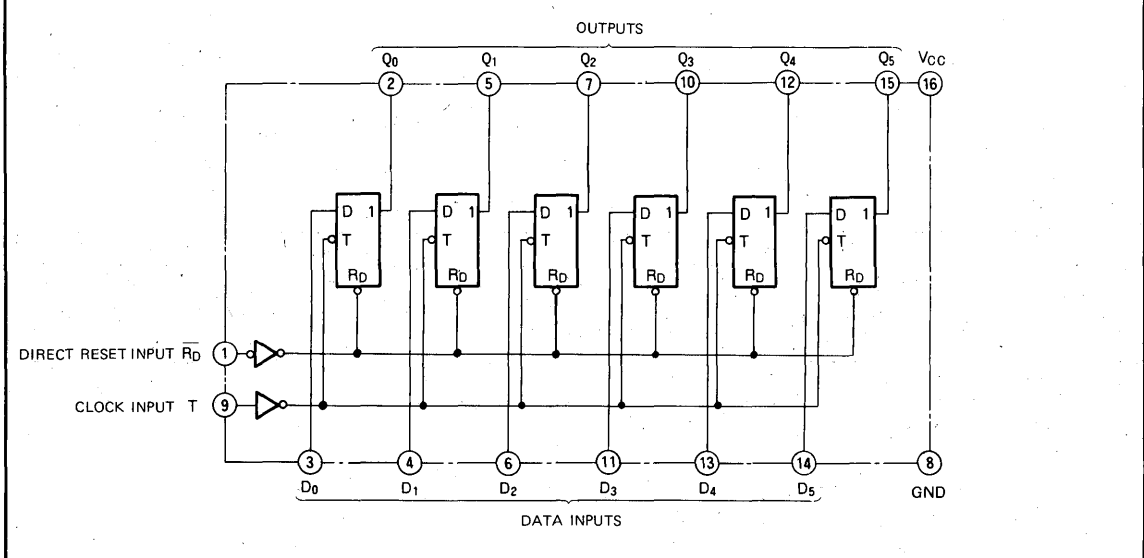 OUTPUTS
Q0 Q1 Q2 Q3 Q4 Q5 VCC
2 5 7 10 12 15 16
D 1 D 1 D 1 D 1 D 1 D 1
T T T T T T
RD RD RD RD RD RD
DIRECT RESET INPUT R̅D̅ 1
CLOCK INPUT T 9
3 4 6 11 13 14 8
D0 D1 D2 D3 D4 D5 GND
DATA INPUTS